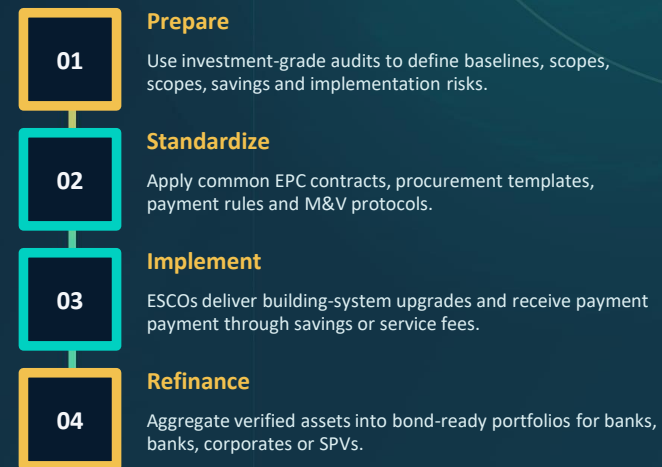 01
Prepare
Use investment-grade audits to define baselines, scopes,
scopes, savings and implementation risks.
02
Standardize
Apply common EPC contracts, procurement templates,
payment rules and M&V protocols.
03
Implement
ESCOs deliver building-system upgrades and receive payment
payment through savings or service fees.
04
Refinance
Aggregate verified assets into bond-ready portfolios for banks,
banks, corporates or SPVs.